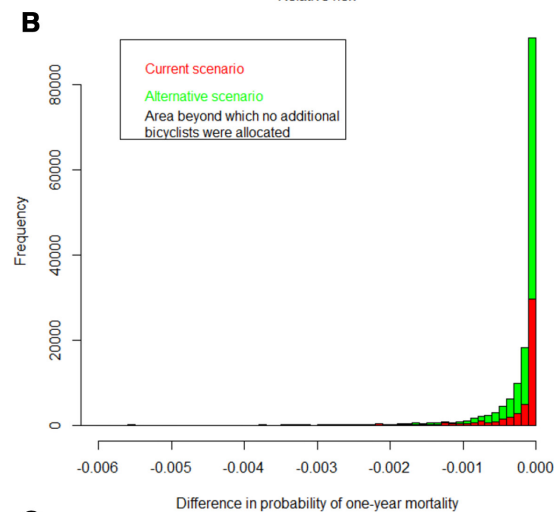 B
Current scenario
Alternative scenario
Area beyond which no additional
bicyclists were allocated
Frequency
80000
60000
40000
20000
0
-0.006 -0.005 -0.004 -0.003 -0.002 -0.001 0.000
Difference in probability of one-year mortality